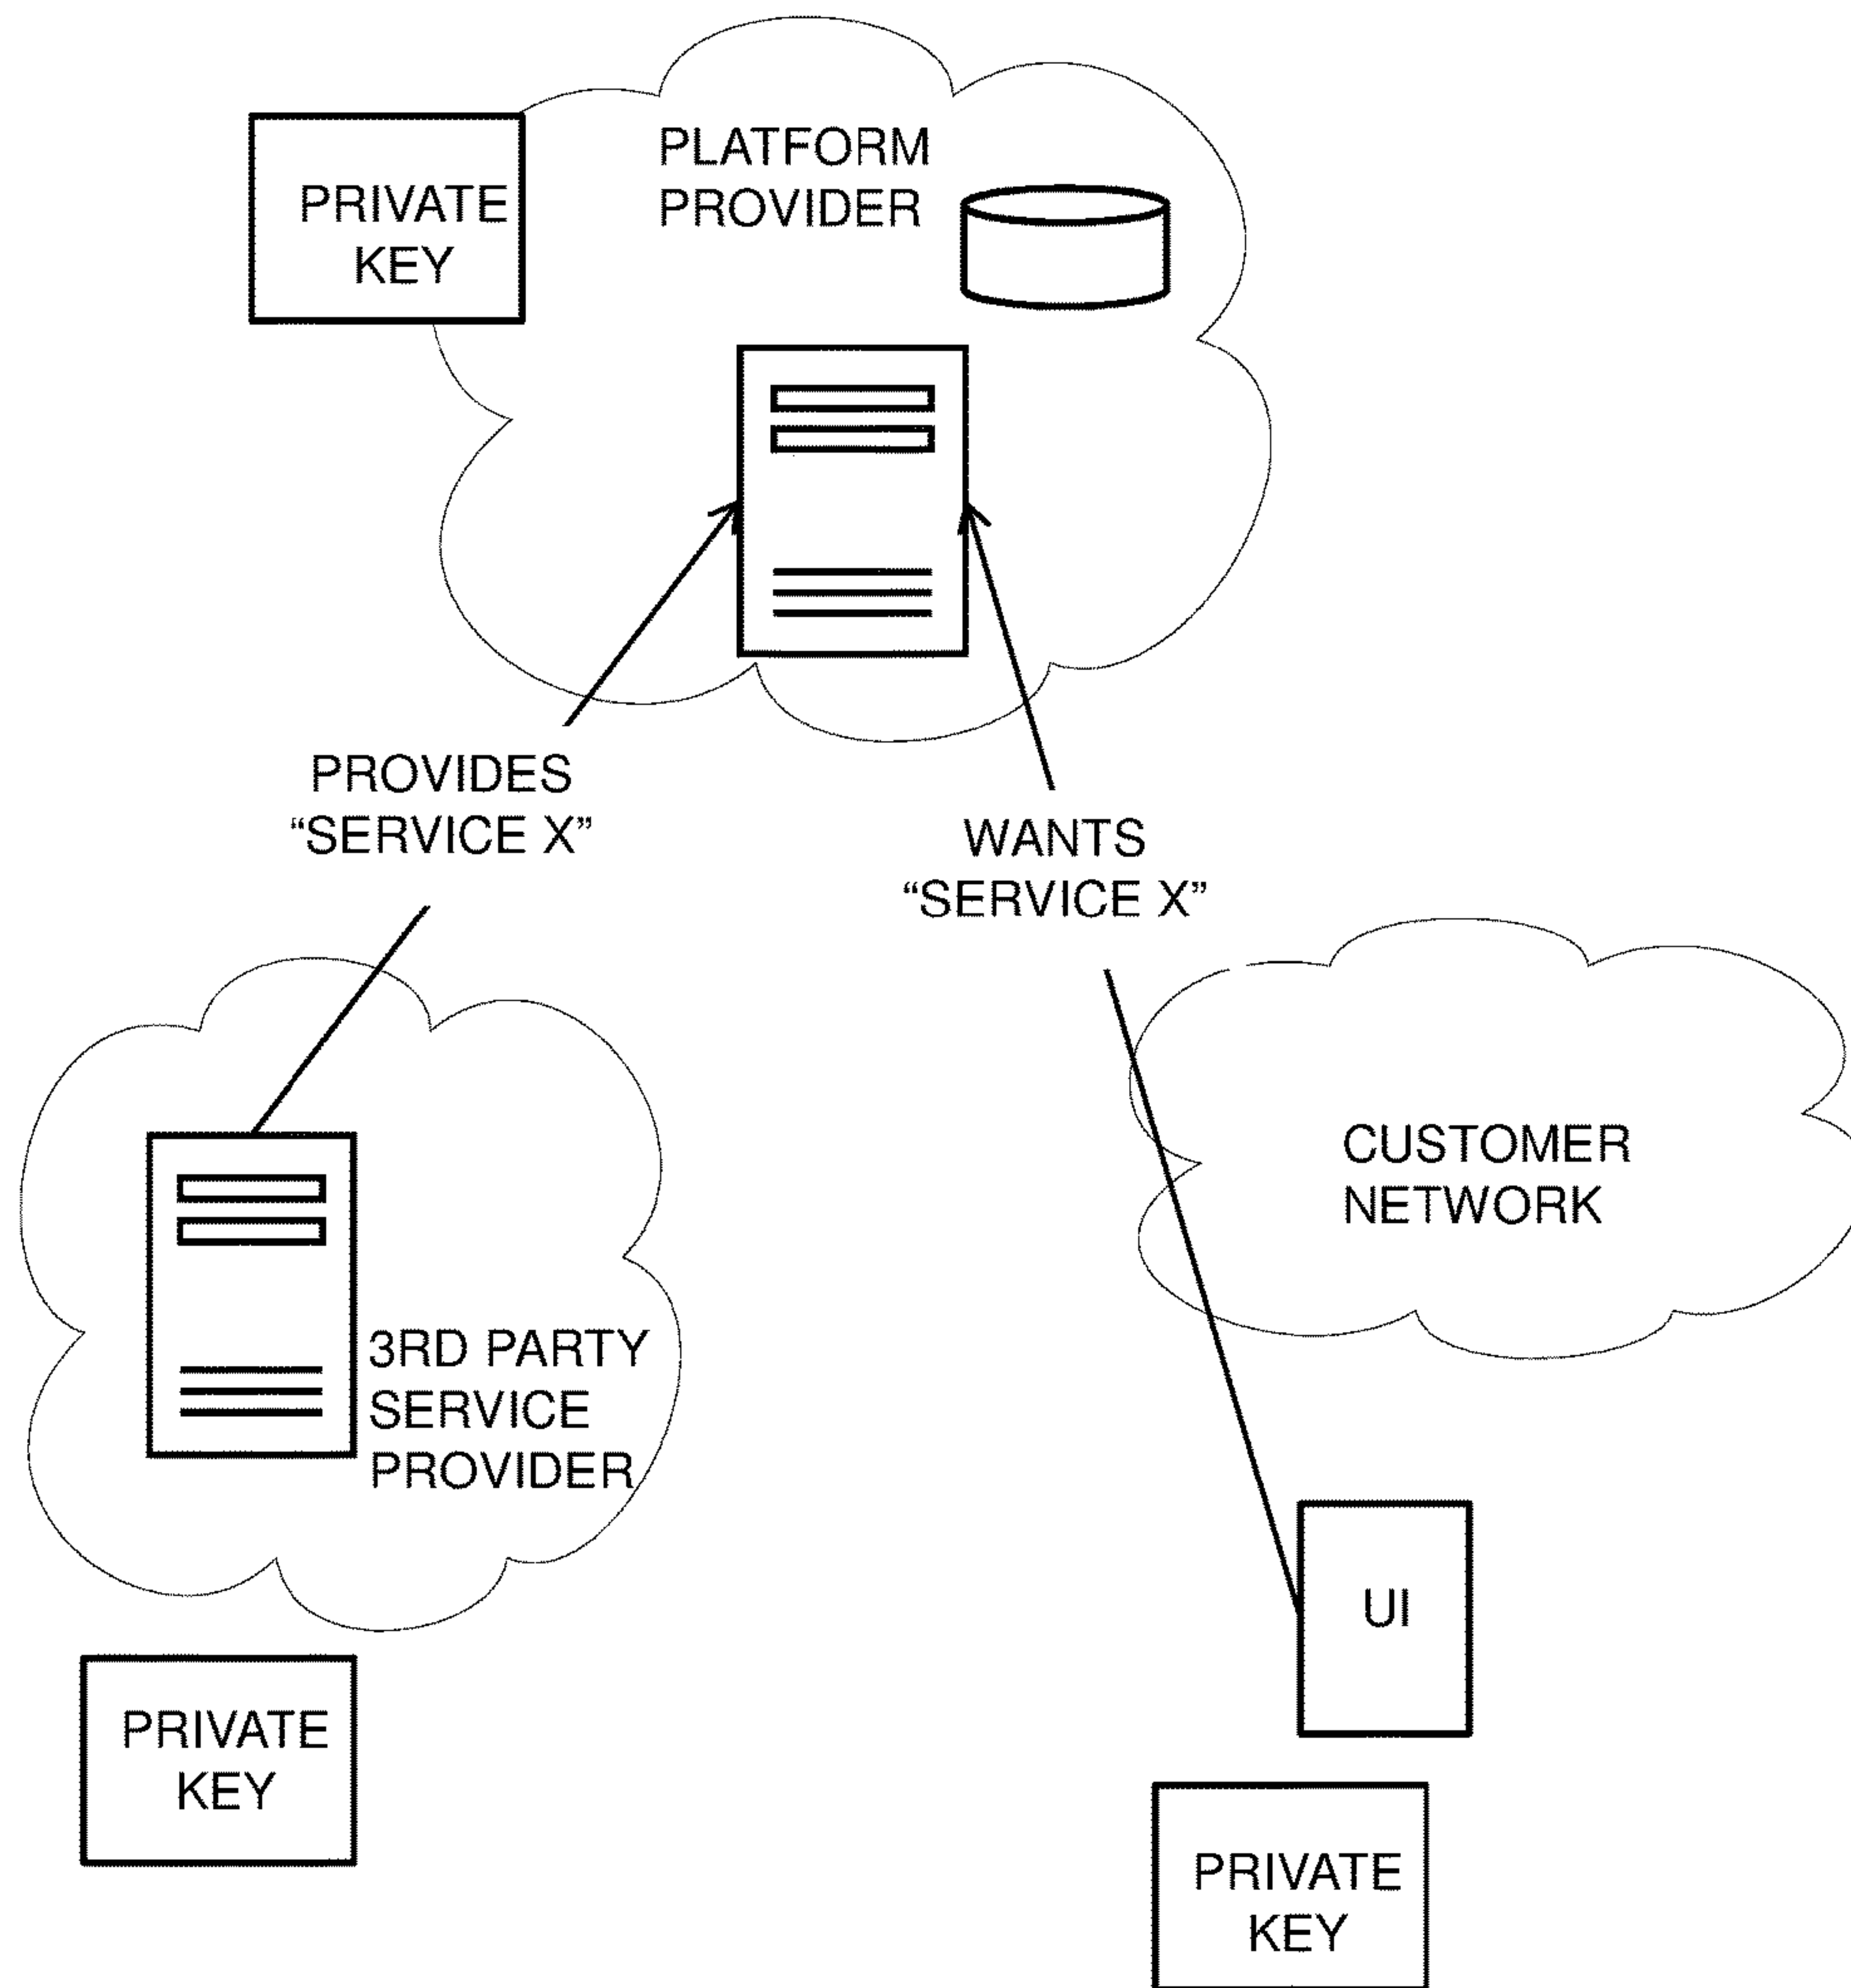 PRIVATE
KEY
PLATFORM
PROVIDER
PROVIDES
“SERVICE X”
WANTS
“SERVICE X”
CUSTOMER
NETWORK
3RD PARTY
SERVICE
PROVIDER
UI
PRIVATE
KEY
PRIVATE
KEY